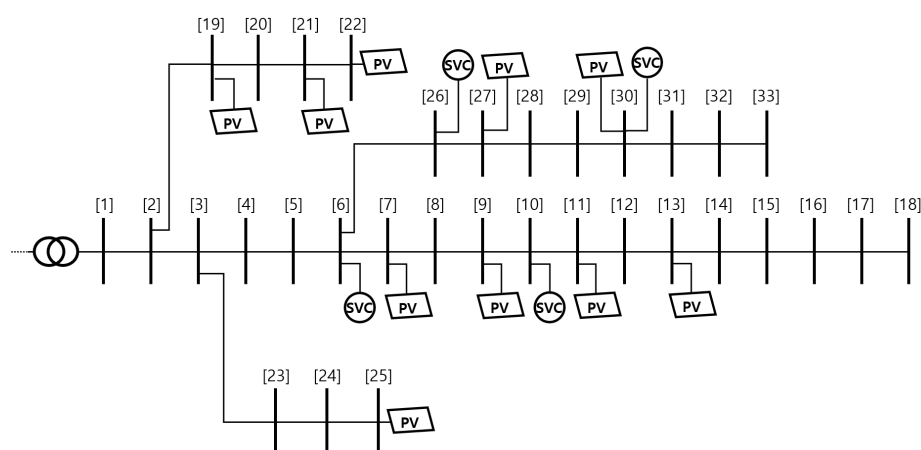 [19] [20] [21] [22]
PV
PV PV
SVC PV PV SVC
[26] [27] [28] [29] [30] [31] [32] [33]
[1] [2] [3] [4] [5] [6] [7] [8] [9] [10] [11] [12] [13] [14] [15] [16] [17] [18]
SVC PV PV SVC PV PV
[23] [24] [25]
PV